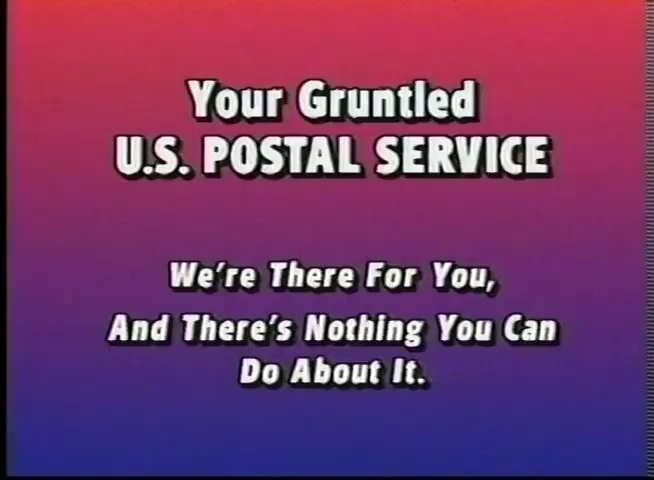 Your Gruntled
U.S. POSTAL SERVICE
We're There For You,
And There's Nothing You Can
Do About It.